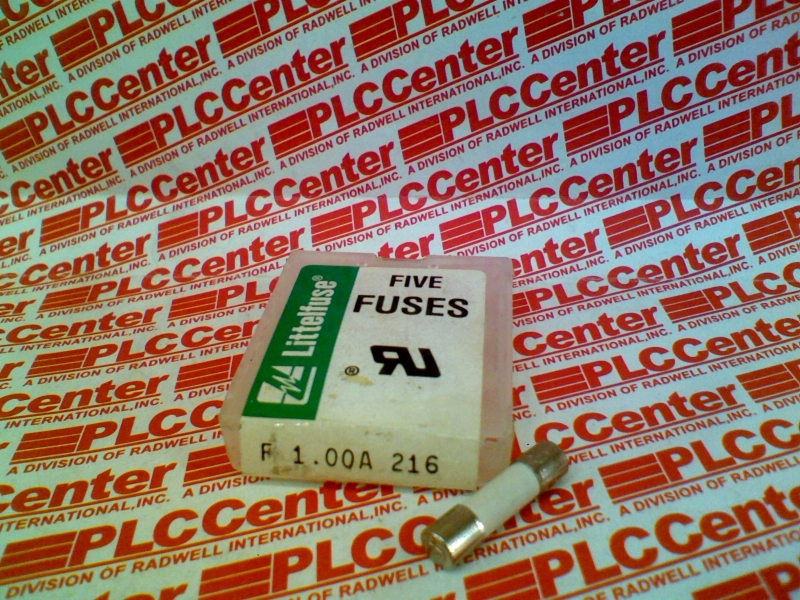 PLCCenter
A DIVISION OF RADWELL INTERNATIONAL,INC.
Littelfuse®
FIVE
FUSES
®
F 1.00A 216